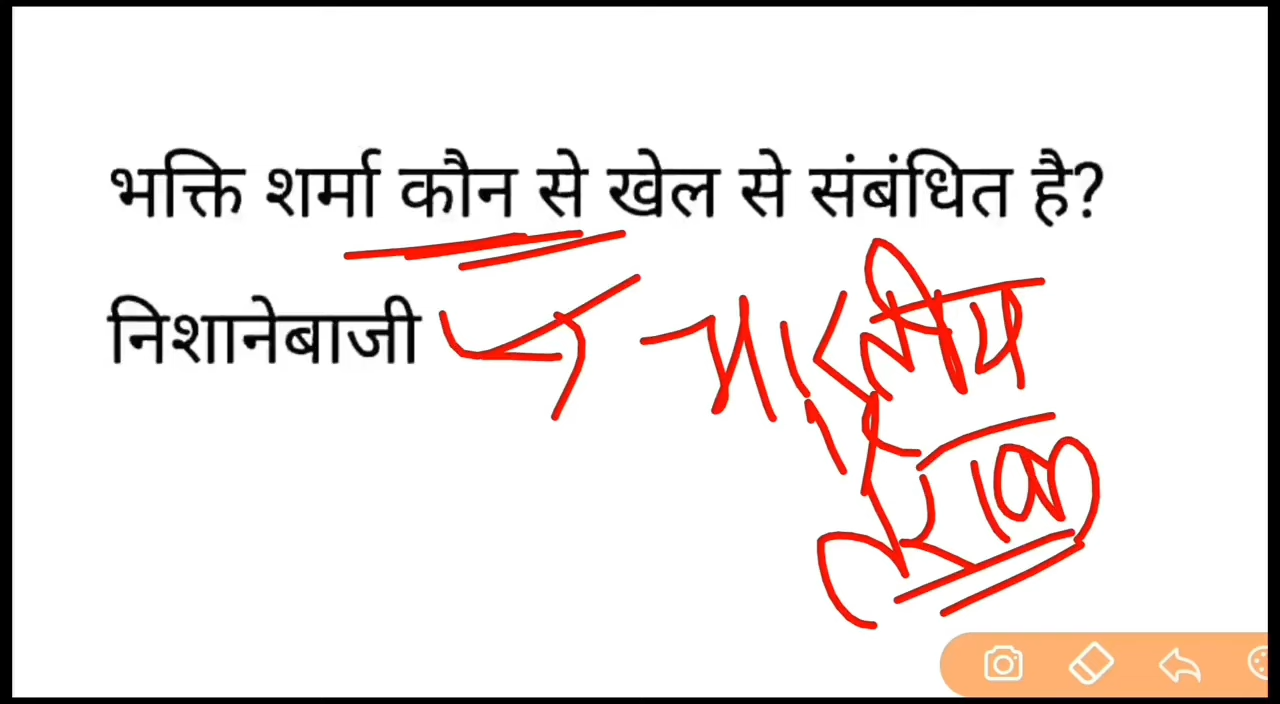 भक्ति शर्मा कौन से खेल से संबंधित है?
निशानेबाजी
भारतीय
तैराक